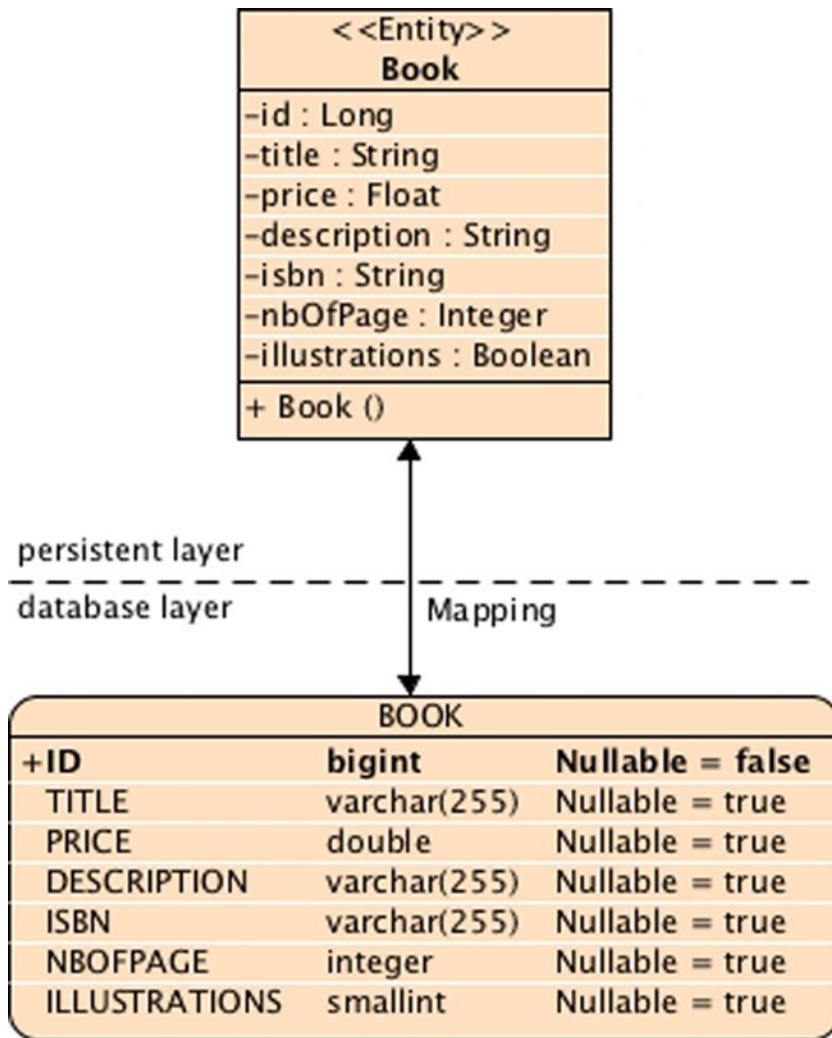 <<Entity>>
Book
-id : Long
-title : String
-price : Float
-description : String
-isbn : String
-nbOfPage : Integer
-illustrations : Boolean
+ Book ()
persistent layer
database layer
Mapping
BOOK
+ID bigint Nullable = false
TITLE varchar(255) Nullable = true
PRICE double Nullable = true
DESCRIPTION varchar(255) Nullable = true
ISBN varchar(255) Nullable = true
NBOFPAGE integer Nullable = true
ILLUSTRATIONS smallint Nullable = true